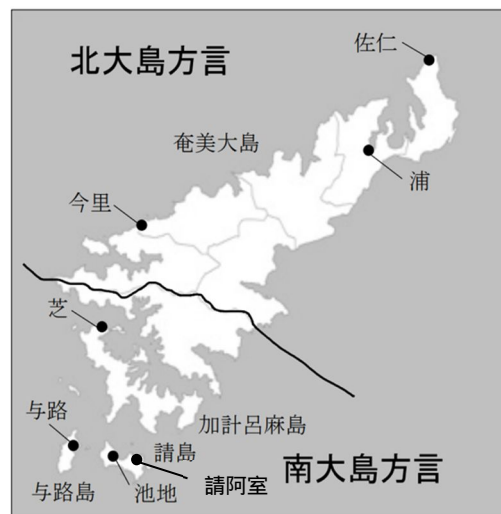 佐仁
北大島方言
奄美大島
浦
今里
芝
与路
加計呂麻島
請島
南大島方言
請阿室
与路島
池地